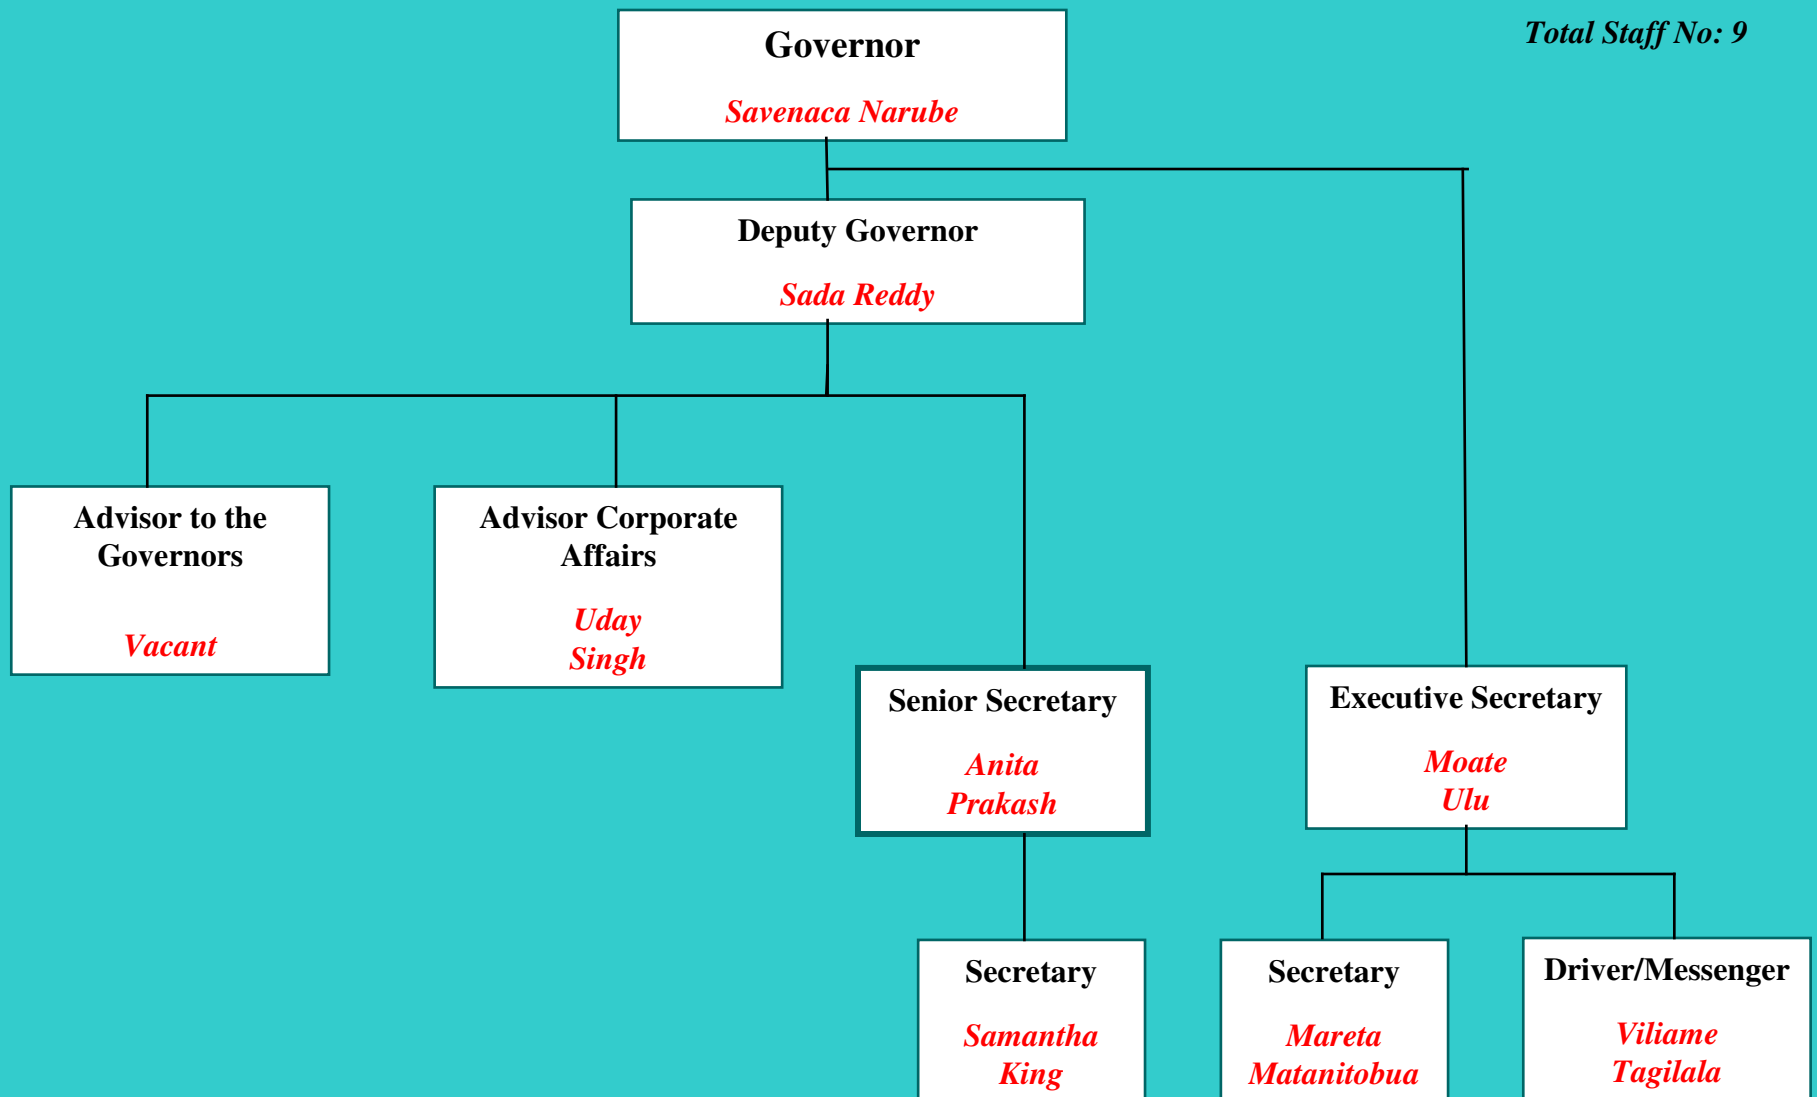 Governor
Savenaca Narube
Total Staff No: 9
Deputy Governor
Sada Reddy
Advisor to the
Governors
Vacant
Advisor Corporate
Affairs
Uday
Singh
Senior Secretary
Anita
Prakash
Executive Secretary
Moate
Ulu
Secretary
Samantha
King
Secretary
Mareta
Matanitobua
Driver/Messenger
Viliame
Tagilala